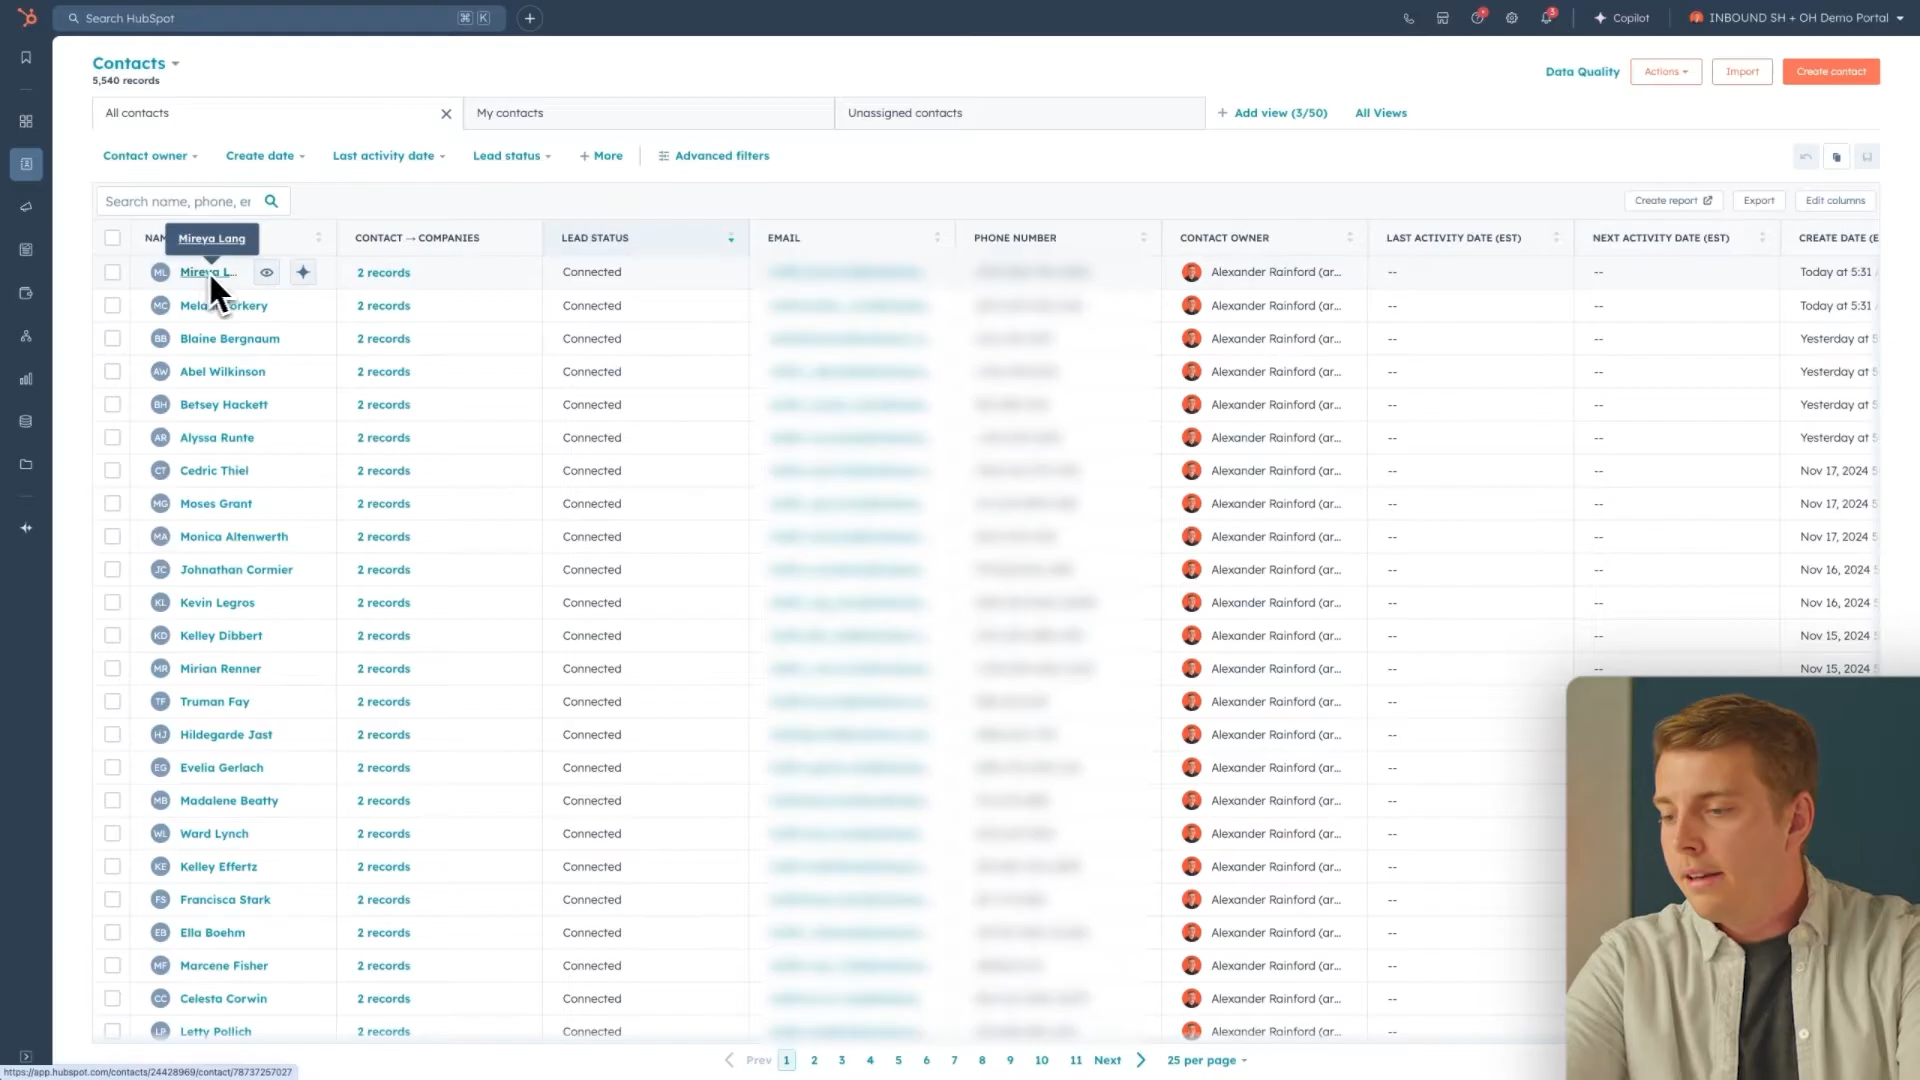 Search HubSpot ⌘ K
Copilot
INBOUND SH + OH Demo Portal
Contacts
5,540 records
Data Quality
Actions
Import
Create contact
All contacts
My contacts
Unassigned contacts
+ Add view (3/50)
All Views
Contact owner
Create date
Last activity date
Lead status
+ More
Advanced filters
Search name, phone, er
Create report
Export
Edit columns
NAM
Mireya Lang
CONTACT → COMPANIES
LEAD STATUS
EMAIL
PHONE NUMBER
CONTACT OWNER
LAST ACTIVITY DATE (EST)
NEXT ACTIVITY DATE (EST)
CREATE DATE (E
ML Mireya L... 2 records Connected Alexander Rainford (ar... -- -- Today at 5:31
MC Mela orkery 2 records Connected Alexander Rainford (ar... -- -- Today at 5:31
BB Blaine Bergnaum 2 records Connected Alexander Rainford (ar... -- -- Yesterday at 5
AW Abel Wilkinson 2 records Connected Alexander Rainford (ar... -- -- Yesterday at 5
BH Betsey Hackett 2 records Connected Alexander Rainford (ar... -- -- Yesterday at 5
AR Alyssa Runte 2 records Connected Alexander Rainford (ar... -- -- Yesterday at 5
CT Cedric Thiel 2 records Connected Alexander Rainford (ar... -- -- Nov 17, 2024 5
MG Moses Grant 2 records Connected Alexander Rainford (ar... -- -- Nov 17, 2024 5
MA Monica Altenwerth 2 records Connected Alexander Rainford (ar... -- -- Nov 17, 2024 5
JC Johnathan Cormier 2 records Connected Alexander Rainford (ar... -- -- Nov 16, 2024 5
KL Kevin Legros 2 records Connected Alexander Rainford (ar... -- -- Nov 16, 2024 5
KD Kelley Dibbert 2 records Connected Alexander Rainford (ar... -- -- Nov 15, 2024 5
MR Mirian Renner 2 records Connected Alexander Rainford (ar... -- -- Nov 15, 2024 5
TF Truman Fay 2 records Connected Alexander Rainford (ar... --
HJ Hildegarde Jast 2 records Connected Alexander Rainford (ar... --
EG Evelia Gerlach 2 records Connected Alexander Rainford (ar... --
MB Madalene Beatty 2 records Connected Alexander Rainford (ar... --
WL Ward Lynch 2 records Connected Alexander Rainford (ar... --
KE Kelley Effertz 2 records Connected Alexander Rainford (ar... --
FS Francisca Stark 2 records Connected Alexander Rainford (ar... --
EB Ella Boehm 2 records Connected Alexander Rainford (ar... --
MF Marcene Fisher 2 records Connected Alexander Rainford (ar... --
CC Celesta Corwin 2 records Connected Alexander Rainford (ar... --
LP Letty Pollich 2 records Connected Alexander Rainford (ar... --
Prev 1 2 3 4 5 6 7 8 9 10 11 Next 25 per page
https://app.hubspot.com/contacts/24428969/contact/78737257027